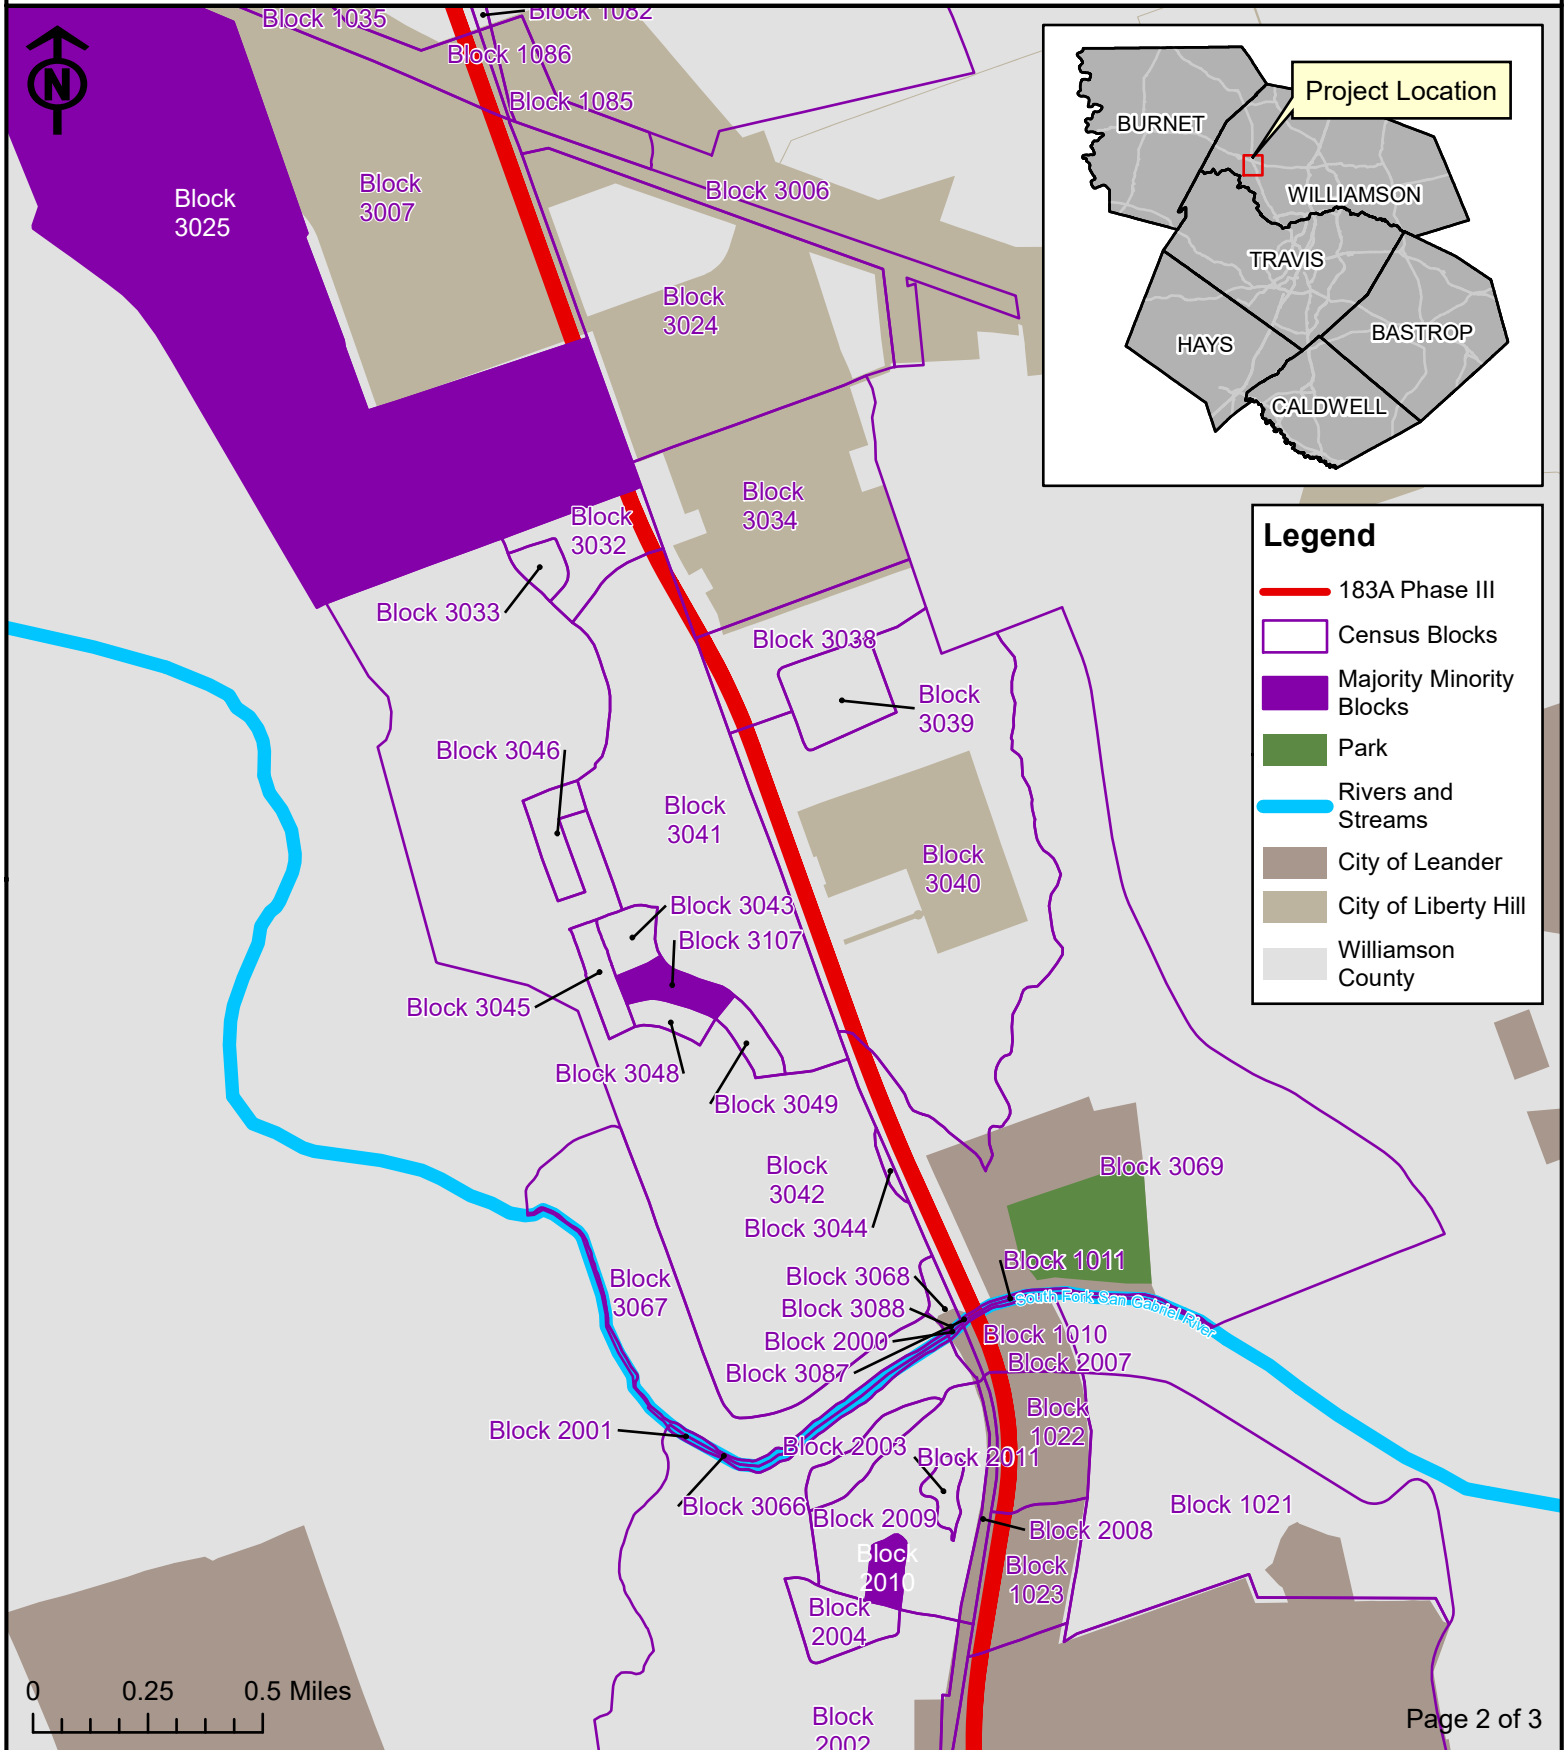 Block 1035
Block 1082
Block 1086
Block 1085
N
Block
3025
Block
3007
Block 3006
Block
3024
Block
3034
Block
3032
Block 3033
Block 3038
Block
3039
Block 3046
Block
3041
Block
3040
Block 3043
Block 3107
Block 3045
Block 3048
Block 3049
Block
3042
Block 3069
Block 3044
Block 1011
Block 3068
South Fork San Gabriel River
Block
3067
Block 3088
Block 2000
Block 1010
Block 3087
Block 2007
Block
1022
Block 2001
Block 2003
Block 2011
Block 3066
Block 2009
Block 1021
Block 2008
Block
2010
Block
1023
Block
2004
Block
2002
0 0.25 0.5 Miles
Project Location
BURNET
WILLIAMSON
TRAVIS
HAYS
BASTROP
CALDWELL
Legend
183A Phase III
Census Blocks
Majority Minority
Blocks
Park
Rivers and
Streams
City of Leander
City of Liberty Hill
Williamson
County
Page 2 of 3